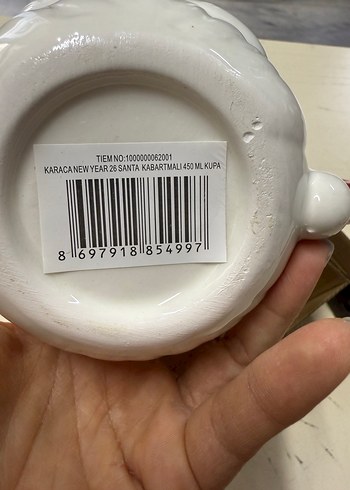 TIEM NO:1000000062001
KARACA NEW YEAR 26 SANTA KABARTMALI 450 ML KUPA
8 697918 854997